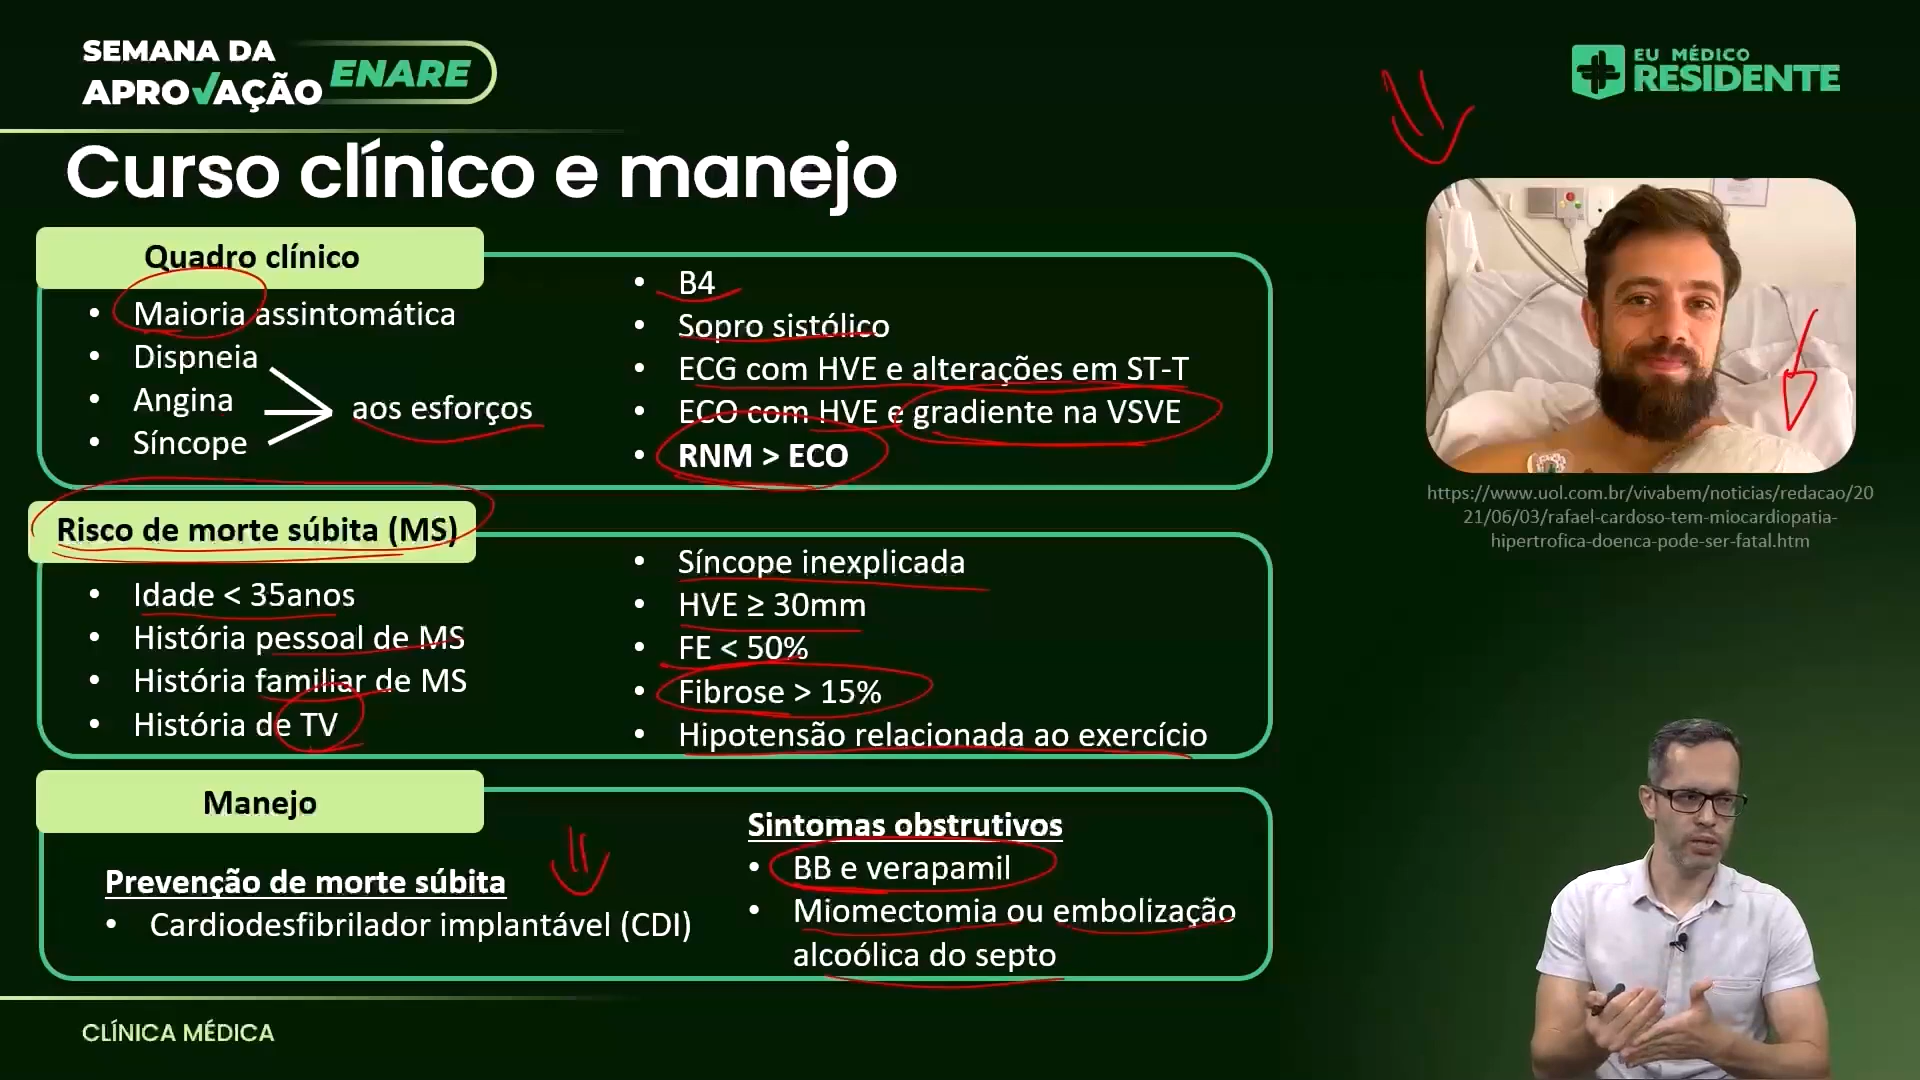 SEMANA DA
APROVAÇÃO ENARE
EU MÉDICO
RESIDENTE
Curso clínico e manejo
Quadro clínico
• Maioria assintomática
• Dispneia
• Angina
• Síncope
aos esforços
• B4
• Sopro sistólico
• ECG com HVE e alterações em ST-T
• ECO com HVE e gradiente na VSVE
• RNM > ECO
https://www.uol.com.br/vivabem/noticias/redacao/20
21/06/03/rafael-cardoso-tem-miocardiopatia-
hipertrofica-doenca-pode-ser-fatal.htm
Risco de morte súbita (MS)
• Idade < 35anos
• História pessoal de MS
• História familiar de MS
• História de TV
• Síncope inexplicada
• HVE ≥ 30mm
• FE < 50%
• Fibrose > 15%
• Hipotensão relacionada ao exercício
Manejo
Prevenção de morte súbita
• Cardiodesfibrilador implantável (CDI)
Sintomas obstrutivos
• BB e verapamil
• Miomectomia ou embolização
alcoólica do septo
CLÍNICA MÉDICA